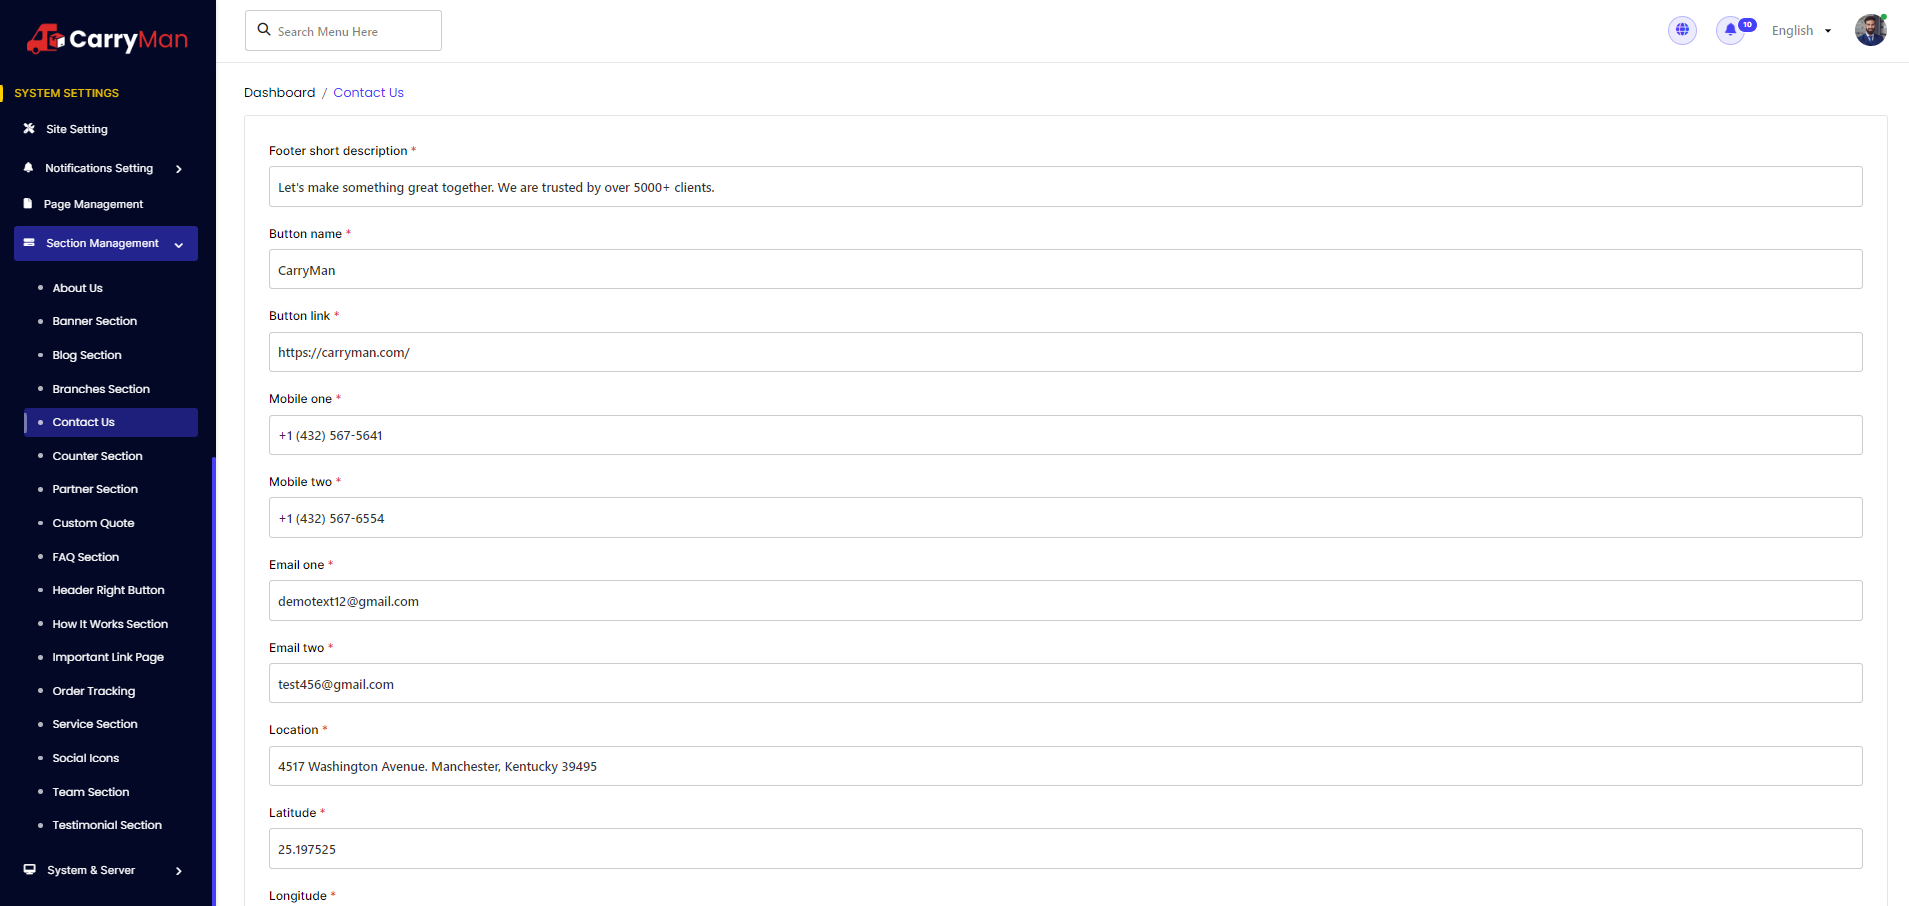 CarryMan
SYSTEM SETTINGS
Site Setting
Notifications Setting
Page Management
Section Management
About Us
Banner Section
Blog Section
Branches Section
Contact Us
Counter Section
Partner Section
Custom Quote
FAQ Section
Header Right Button
How It Works Section
Important Link Page
Order Tracking
Service Section
Social Icons
Team Section
Testimonial Section
System & Server
Search Menu Here
10
English
Dashboard / Contact Us
Footer short description *
Let's make something great together. We are trusted by over 5000+ clients.
Button name *
CarryMan
Button link *
https://carryman.com/
Mobile one *
+1 (432) 567-5641
Mobile two *
+1 (432) 567-6554
Email one *
demotext12@gmail.com
Email two *
test456@gmail.com
Location *
4517 Washington Avenue. Manchester, Kentucky 39495
Latitude *
25.197525
Longitude *